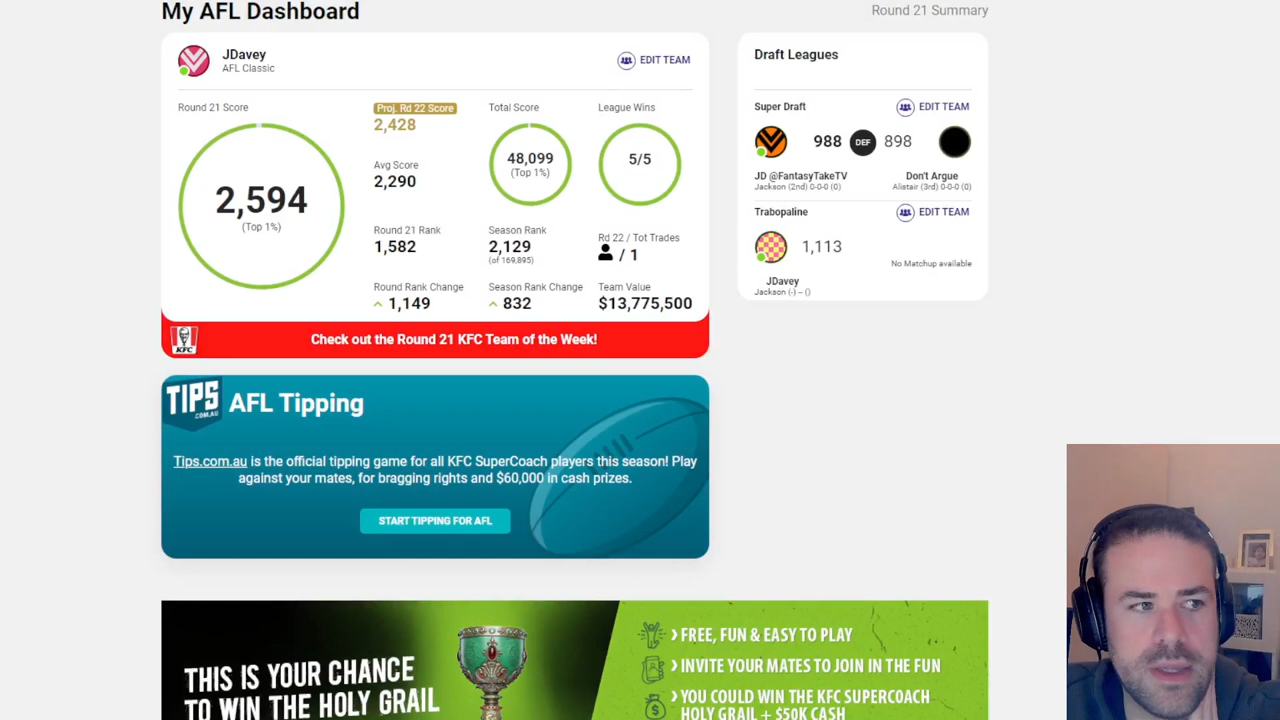 My AFL Dashboard
Round 21 Summary
JDavey
AFL Classic
EDIT TEAM
Round 21 Score
2,594
(Top 1%)
Proj. Rd 22 Score
2,428
Avg Score
2,290
Round 21 Rank
1,582
Round Rank Change
1,149
Total Score
48,099
(Top 1%)
Season Rank
2,129
(of 169,895)
Season Rank Change
832
League Wins
5/5
Rd 22 / Tot Trades
/ 1
Team Value
$13,775,500
KFC
Check out the Round 21 KFC Team of the Week!
Draft Leagues
Super Draft
EDIT TEAM
988 DEF 898
JD @FantasyTakeTV
Jackson (2nd) 0-0-0 (0)
Don't Argue
Alistair (3rd) 0-0-0 (0)
Trabopaline
EDIT TEAM
1,113
No Matchup available
JDavey
Jackson (-) -- ()
TIPS
.COM.AU
AFL Tipping
Tips.com.au is the official tipping game for all KFC SuperCoach players this season! Play
against your mates, for bragging rights and $60,000 in cash prizes.
START TIPPING FOR AFL
THIS IS YOUR CHANCE
TO WIN THE HOLY GRAIL
FREE, FUN & EASY TO PLAY
INVITE YOUR MATES TO JOIN IN THE FUN
YOU COULD WIN THE KFC SUPERCOACH
HOLY GRAIL + $50K CASH